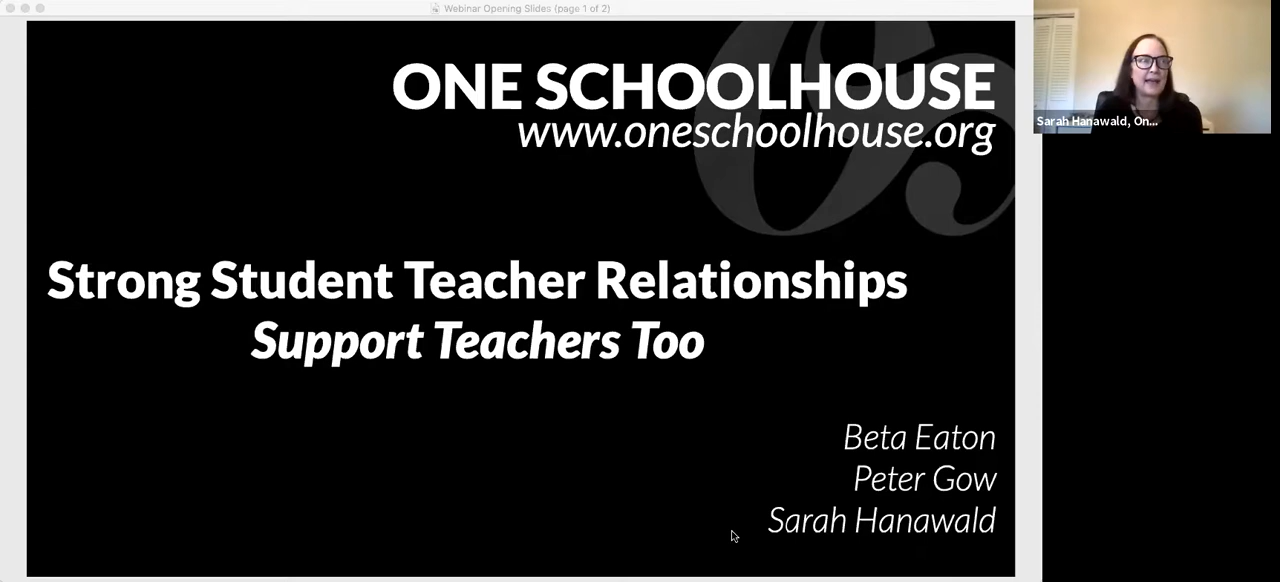 Webinar Opening Slides (page 1 of 2)
ONE SCHOOLHOUSE
www.oneschoolhouse.org
Strong Student Teacher Relationships
Support Teachers Too
Beta Eaton
Peter Gow
Sarah Hanawald
Sarah Hanawald, On...